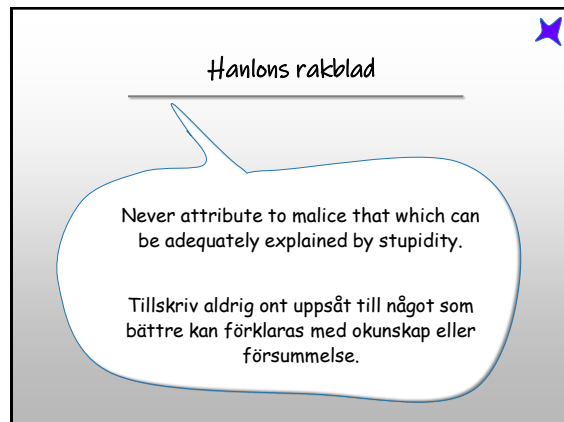 Hanlons rakblad
Never attribute to malice that which can
be adequately explained by stupidity.
Tillskriv aldrig ont uppsåt till något som
bättre kan förklaras med okunskap eller
försummelse.